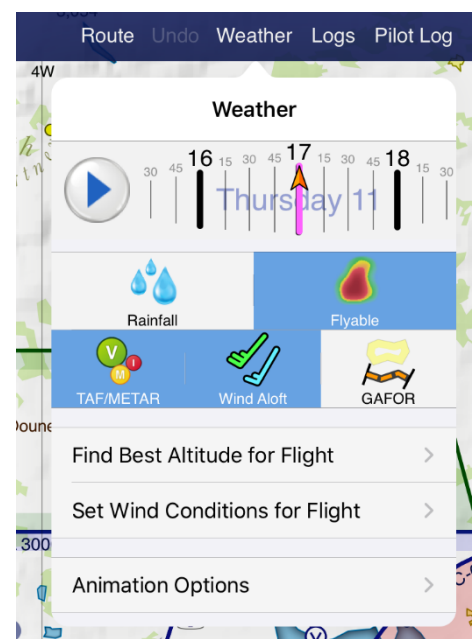 Route Undo Weather Logs Pilot Log
4W
Weather
30 45 16 15 30 45 17 15 30 45 18 15 30
Thursday 11
Rainfall Flyable
V I M
TAF/METAR Wind Aloft GAFOR
Find Best Altitude for Flight
Set Wind Conditions for Flight
300
Animation Options
V